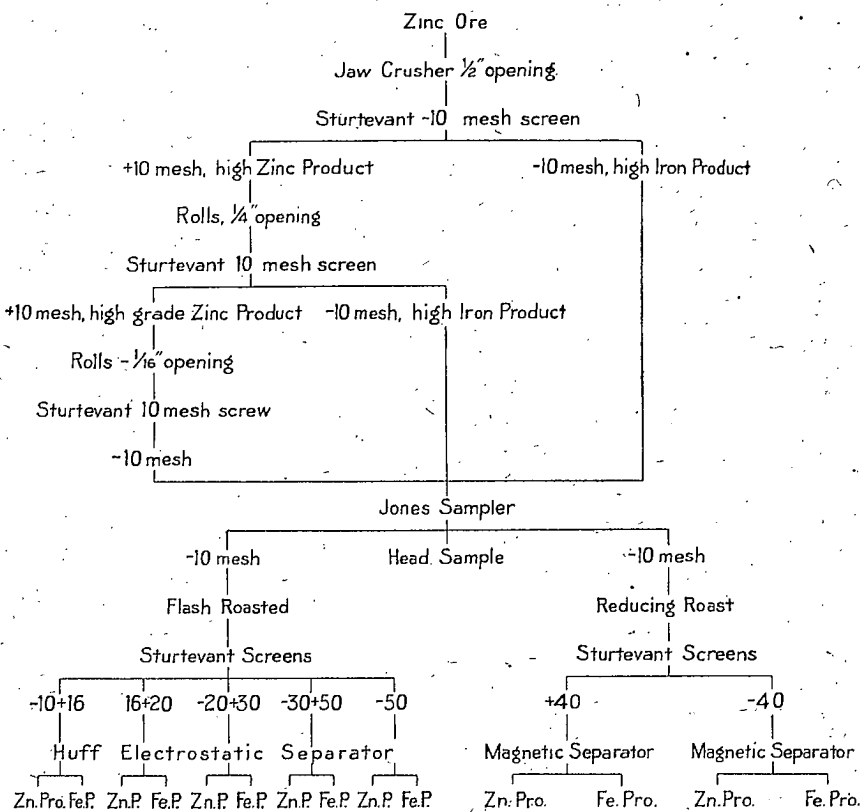 Zinc Ore
Jaw Crusher ½" opening.
Sturtevant -10 mesh screen
+10 mesh, high Zinc Product -10 mesh, high Iron Product
Rolls, ¼" opening
Sturtevant 10 mesh screen
+10 mesh, high grade Zinc Product -10 mesh, high Iron Product
Rolls - 1/16" opening
Sturtevant 10 mesh screw
-10 mesh
Jones Sampler
-10 mesh Head Sample -10 mesh
Flash Roasted Reducing Roast
Sturtevant Screens Sturtevant Screens
-10+16 16+20 -20+30 -30+50 -50 +40 -40
Huff Electrostatic Separator Magnetic Separator Magnetic Separator
Zn. Pro. Fe.P. Zn.P. Fe.P. Zn.P. Fe.P. Zn.P. Fe.P. Zn.P. Fe.P. Zn. Pro. Fe. Pro. Zn. Pro. Fe. Pro.